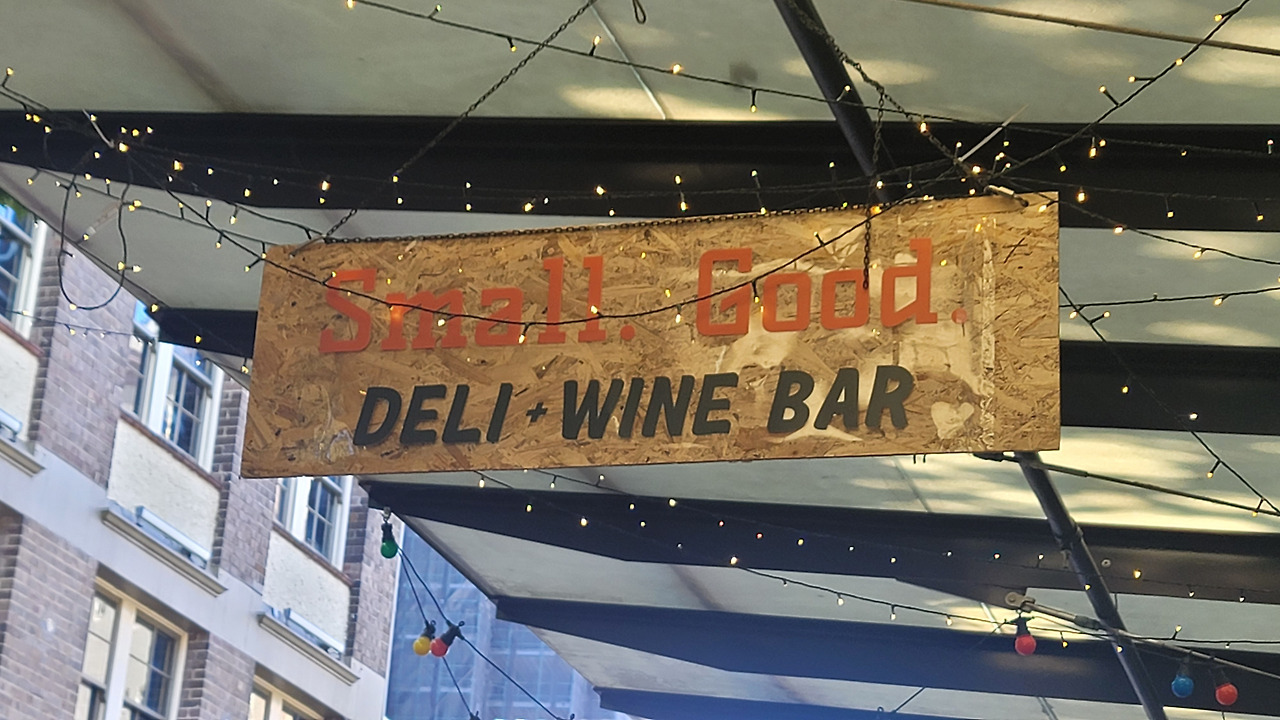 Small. Good.
DELI + WINE BAR